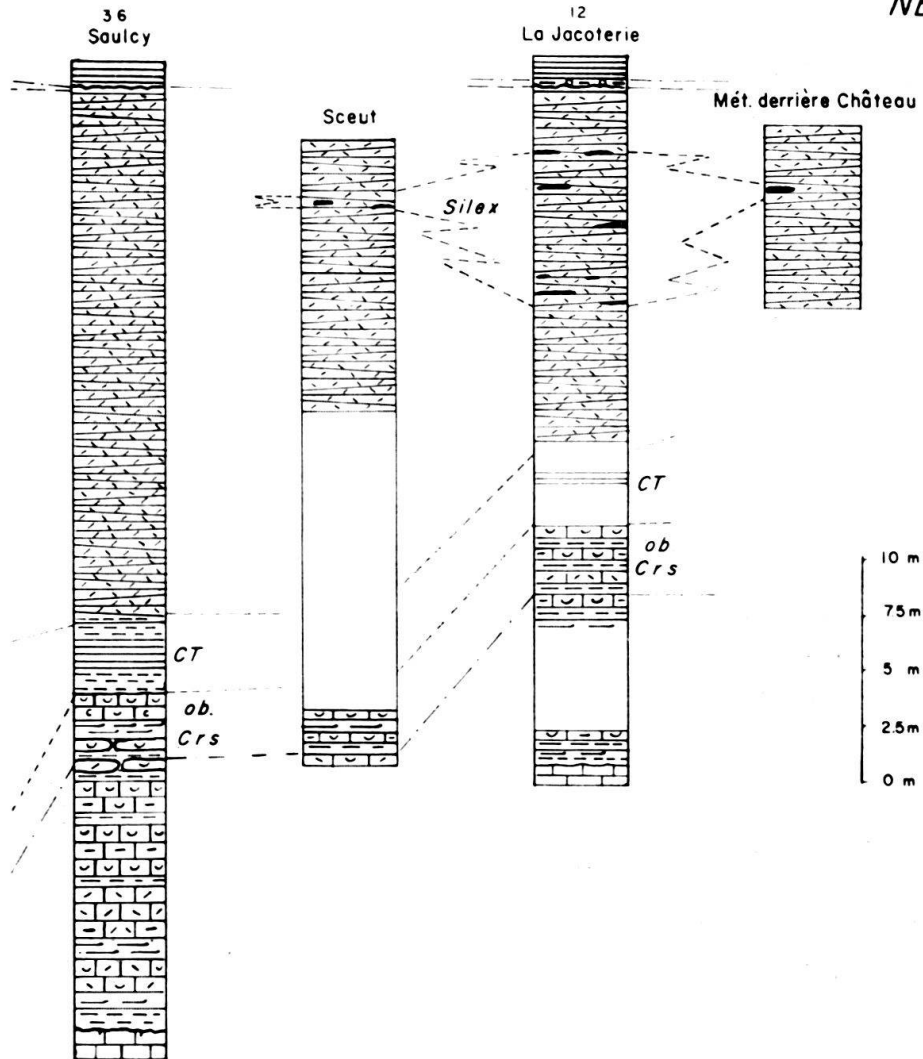 36
Saulcy
Sceut
12
La Jacoterie
Mét. derrière Château
Silex
CT
ob
Crs
CT
ob.
Crs
10 m
7.5 m
5 m
2.5 m
0 m